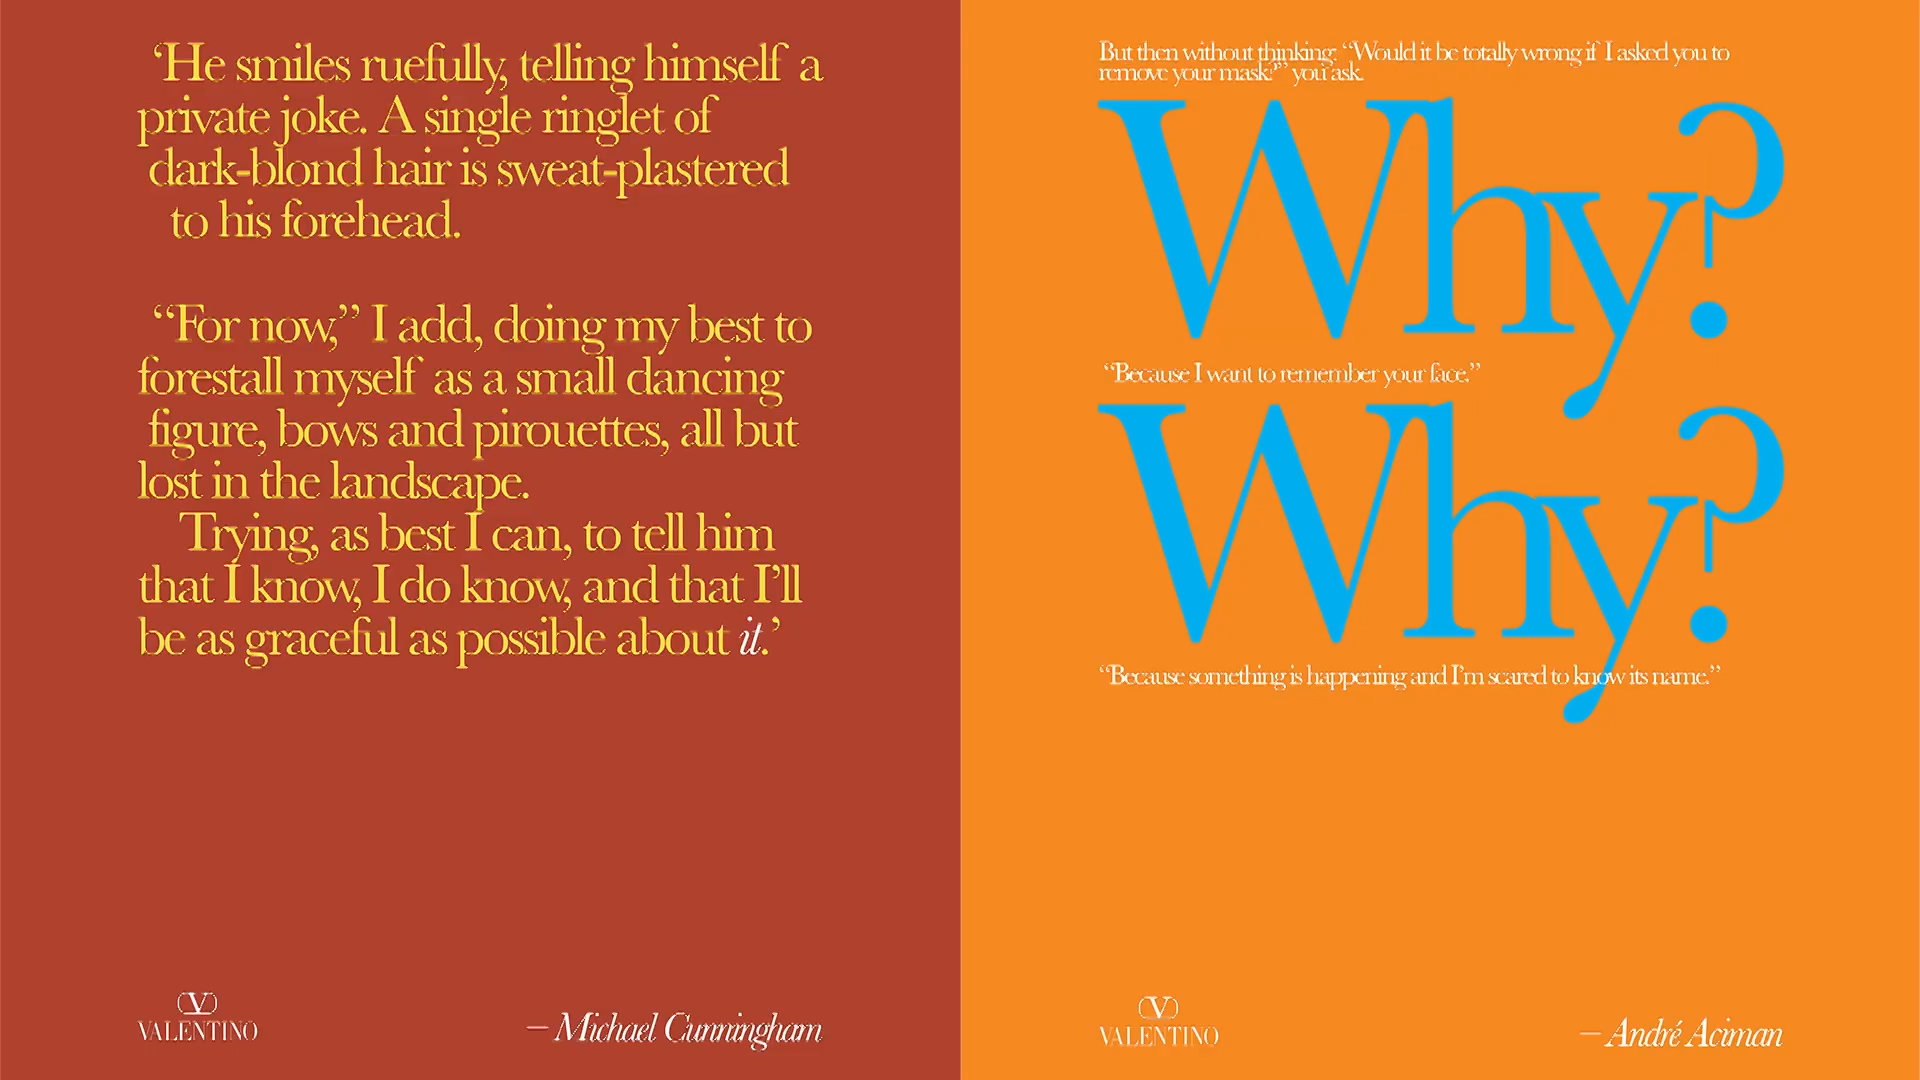 ‘He smiles ruefully, telling himself a
private joke. A single ringlet of
dark-blond hair is sweat-plastered
to his forehead.
“For now,” I add, doing my best to
forestall myself as a small dancing
figure, bows and pirouettes, all but
lost in the landscape.
Trying, as best I can, to tell him
that I know, I do know, and that I’ll
be as graceful as possible about it.’
V
VALENTINO
— Michael Cunningham
But then without thinking: “Would it be totally wrong if I asked you to
remove your mask?” you ask.
Why?
“Because I want to remember your face.”
Why?
“Because something is happening and I’m scared to know its name.”
V
VALENTINO
— André Aciman